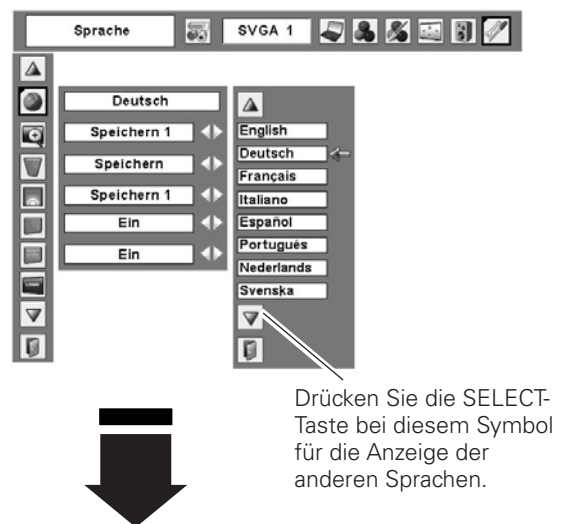 Sprache
SVGA 1
Deutsch
Speichern 1
Speichern
Speichern 1
Ein
Ein
English
Deutsch
Français
Italiano
Español
Português
Nederlands
Svenska
Drücken Sie die SELECT-
Taste bei diesem Symbol
für die Anzeige der
anderen Sprachen.